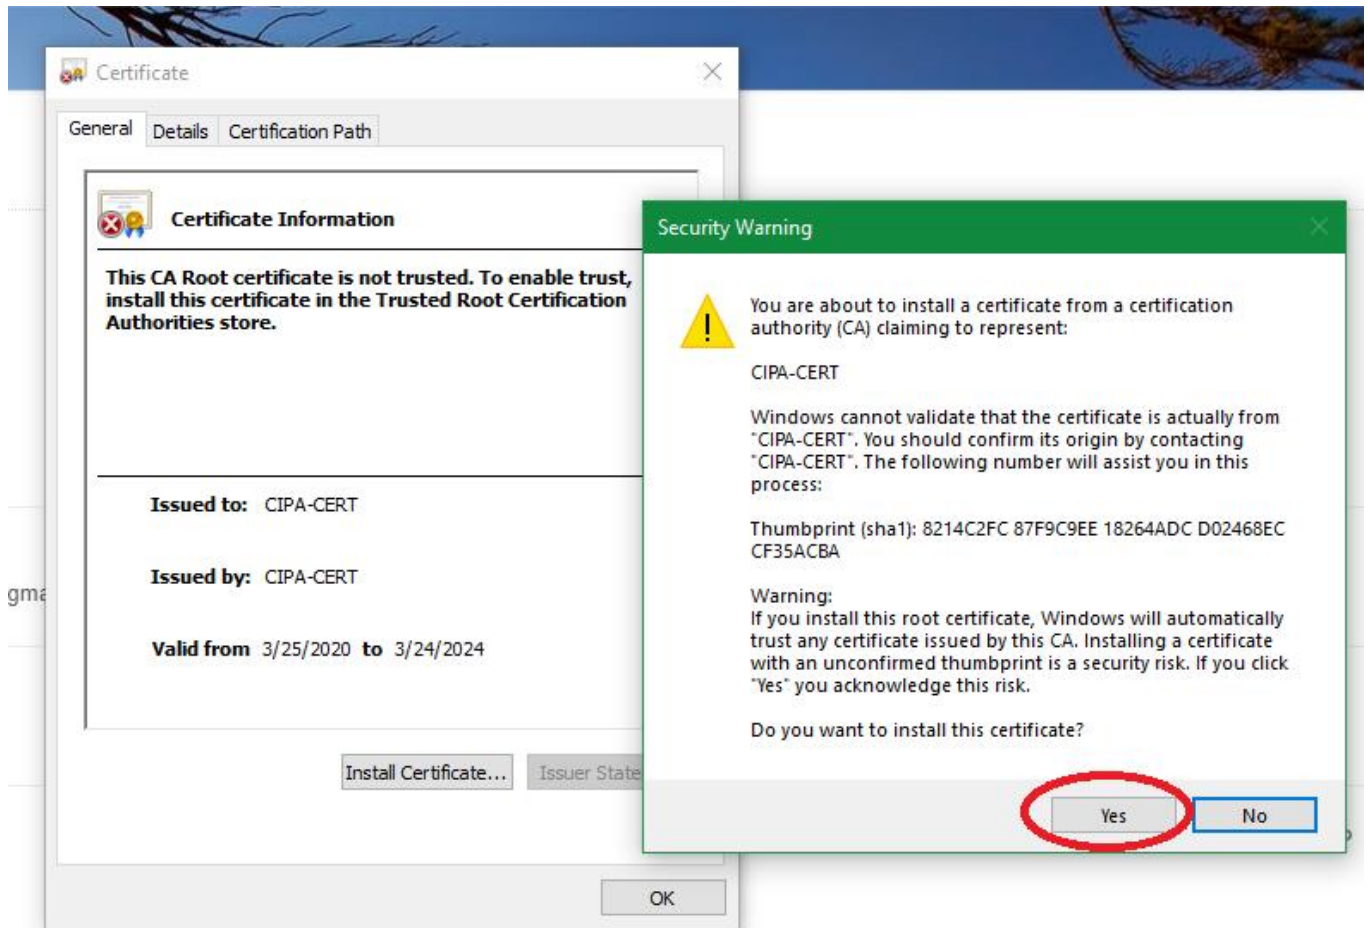 Certificate
General Details Certification Path
Certificate Information
This CA Root certificate is not trusted. To enable trust,
install this certificate in the Trusted Root Certification
Authorities store.
Issued to: CIPA-CERT
Issued by: CIPA-CERT
Valid from 3/25/2020 to 3/24/2024
Install Certificate...
Issuer State
OK
Security Warning
You are about to install a certificate from a certification
authority (CA) claiming to represent:
CIPA-CERT
Windows cannot validate that the certificate is actually from
"CIPA-CERT". You should confirm its origin by contacting
"CIPA-CERT". The following number will assist you in this
process:
Thumbprint (sha1): 8214C2FC 87F9C9EE 18264ADC D02468EC
CF35ACBA
Warning:
If you install this root certificate, Windows will automatically
trust any certificate issued by this CA. Installing a certificate
with an unconfirmed thumbprint is a security risk. If you click
"Yes" you acknowledge this risk.
Do you want to install this certificate?
Yes
No